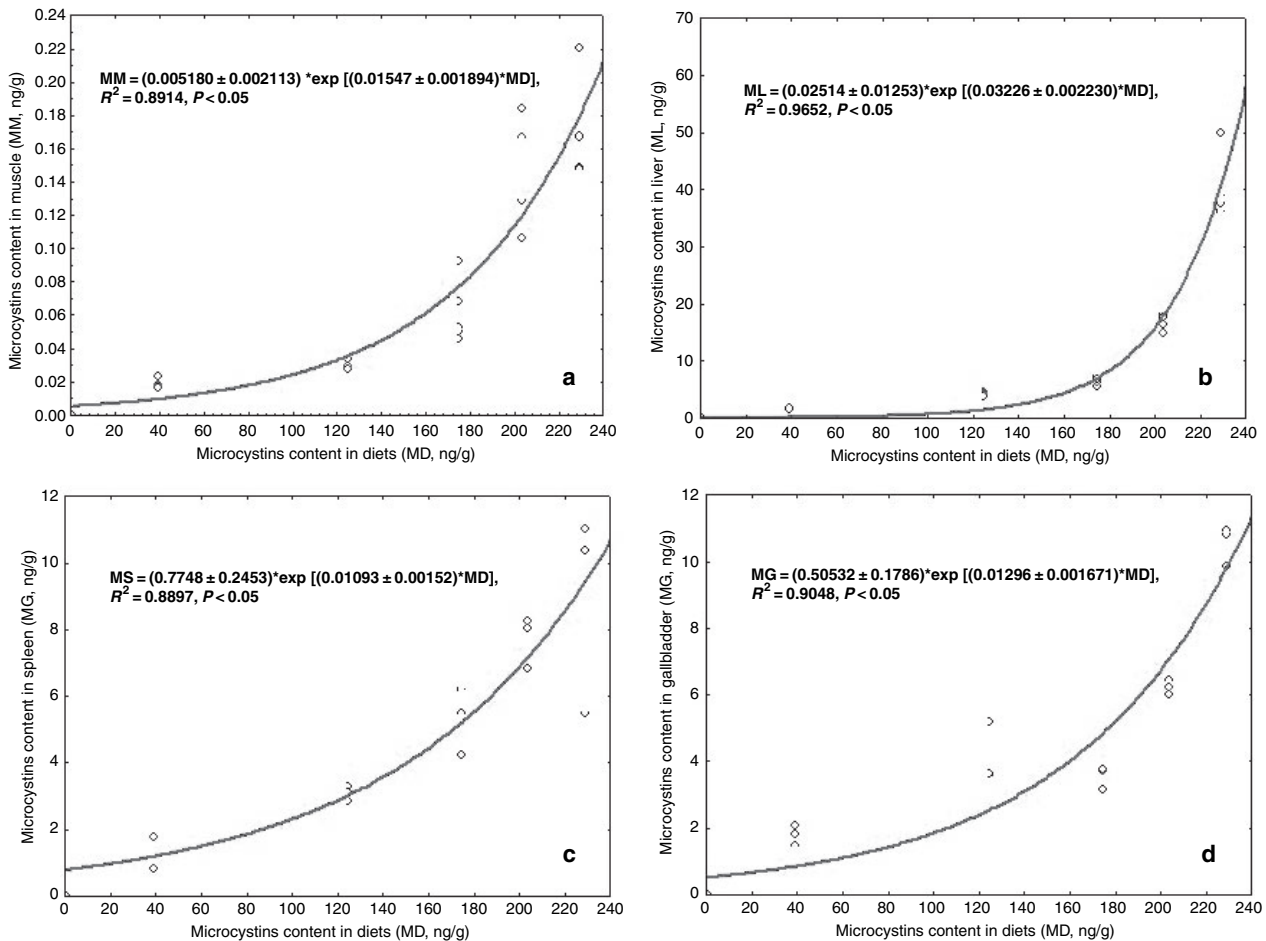 MM = (0.005180 ± 0.002113) *exp [(0.01547 ± 0.001894)*MD],
R² = 0.8914, P < 0.05
Microcystins content in muscle (MM, ng/g)
0.24
0.22
0.20
0.18
0.16
0.14
0.12
0.10
0.08
0.06
0.04
0.02
0.00
a
0 20 40 60 80 100 120 140 160 180 200 220 240
Microcystins content in diets (MD, ng/g)
ML = (0.02514 ± 0.01253)*exp [(0.03226 ± 0.002230)*MD],
R² = 0.9652, P < 0.05
Microcystins content in liver (ML, ng/g)
70
60
50
40
30
20
10
0
b
0 20 40 60 80 100 120 140 160 180 200 220 240
Microcystins content in diets (MD, ng/g)
MS = (0.7748 ± 0.2453)*exp [(0.01093 ± 0.00152)*MD],
R² = 0.8897, P < 0.05
Microcystins content in spleen (MG, ng/g)
12
10
8
6
4
2
0
c
0 20 40 60 80 100 120 140 160 180 200 220 240
Microcystins content in diets (MD, ng/g)
MG = (0.50532 ± 0.1786)*exp [(0.01296 ± 0.001671)*MD],
R² = 0.9048, P < 0.05
Microcystins content in gallbladder (MG, ng/g)
12
10
8
6
4
2
0
d
0 20 40 60 80 100 120 140 160 180 200 220 240
Microcystins content in diets (MD, ng/g)